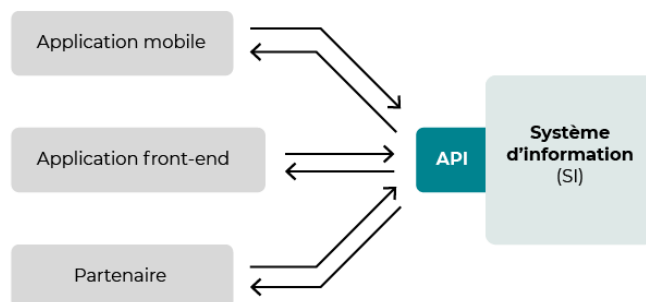 Application mobile
Application front-end
Partenaire
API
Système
d'information
(SI)